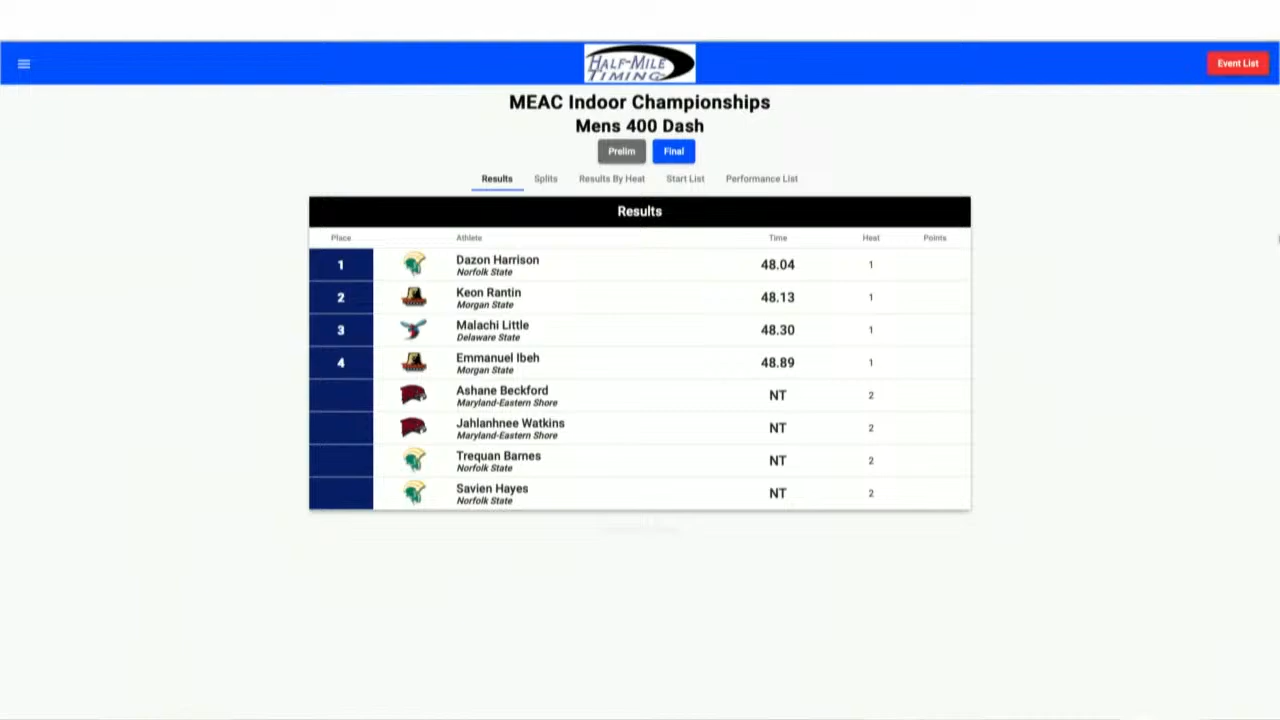 HALF-MILE
TIMING
Event List
MEAC Indoor Championships
Mens 400 Dash
Prelim Final
Results Splits Results By Heat Start List Performance List
Results
Place Athlete Time Heat Points
1 Dazon Harrison 48.04 1
Norfolk State
2 Keon Rantin 48.13 1
Morgan State
3 Malachi Little 48.30 1
Delaware State
4 Emmanuel Ibeh 48.89 1
Morgan State
Ashane Beckford NT 2
Maryland-Eastern Shore
Jahlanhnee Watkins NT 2
Maryland-Eastern Shore
Trequan Barnes NT 2
Norfolk State
Savien Hayes NT 2
Norfolk State